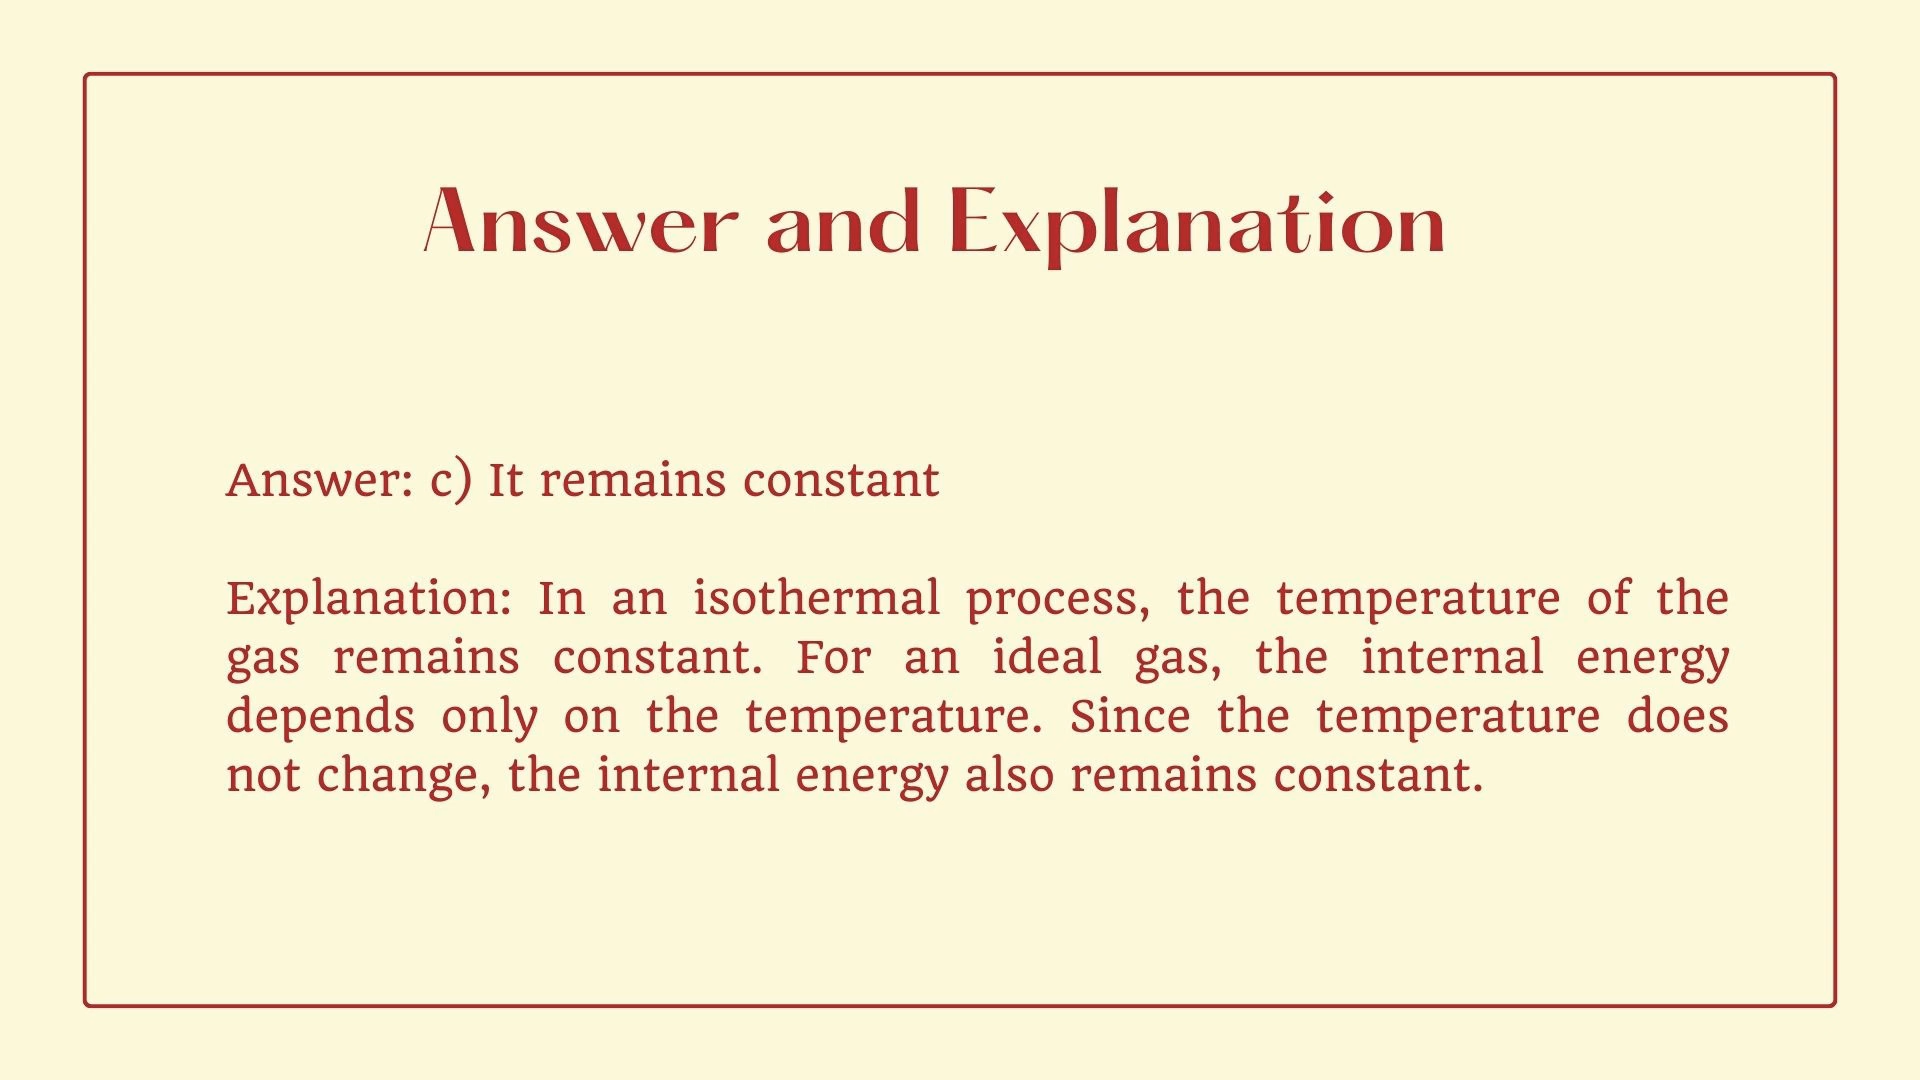 Answer and Explanation
Answer: c) It remains constant
Explanation: In an isothermal process, the temperature of the
gas remains constant. For an ideal gas, the internal energy
depends only on the temperature. Since the temperature does
not change, the internal energy also remains constant.